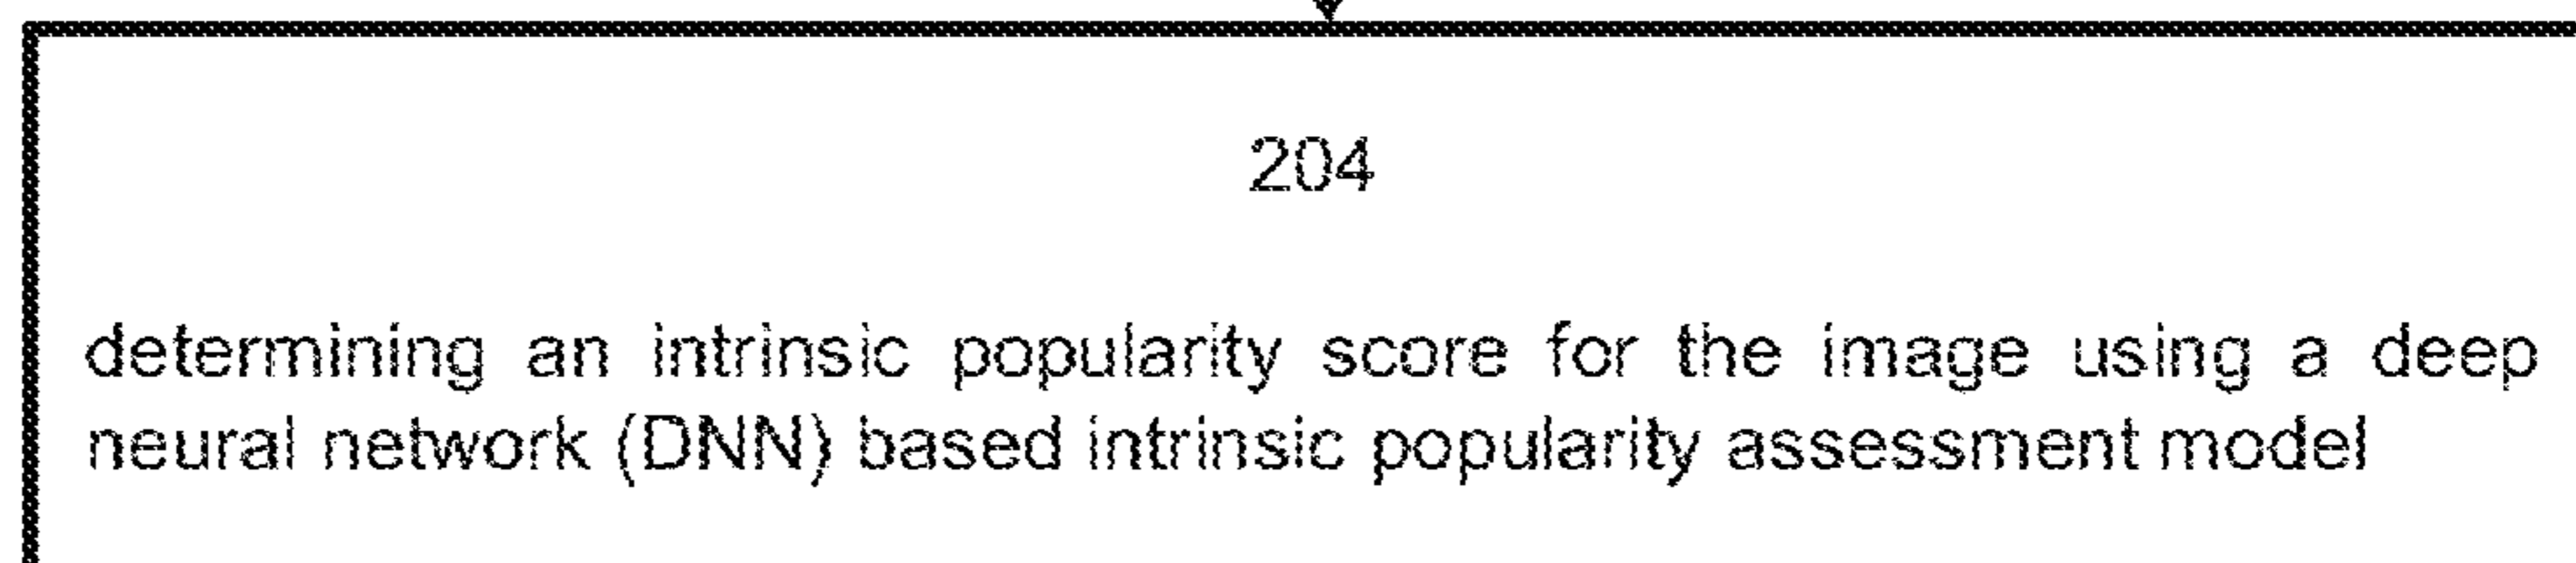 204
determining an intrinsic popularity score for the image using a deep
neural network (DNN) based intrinsic popularity assessment model